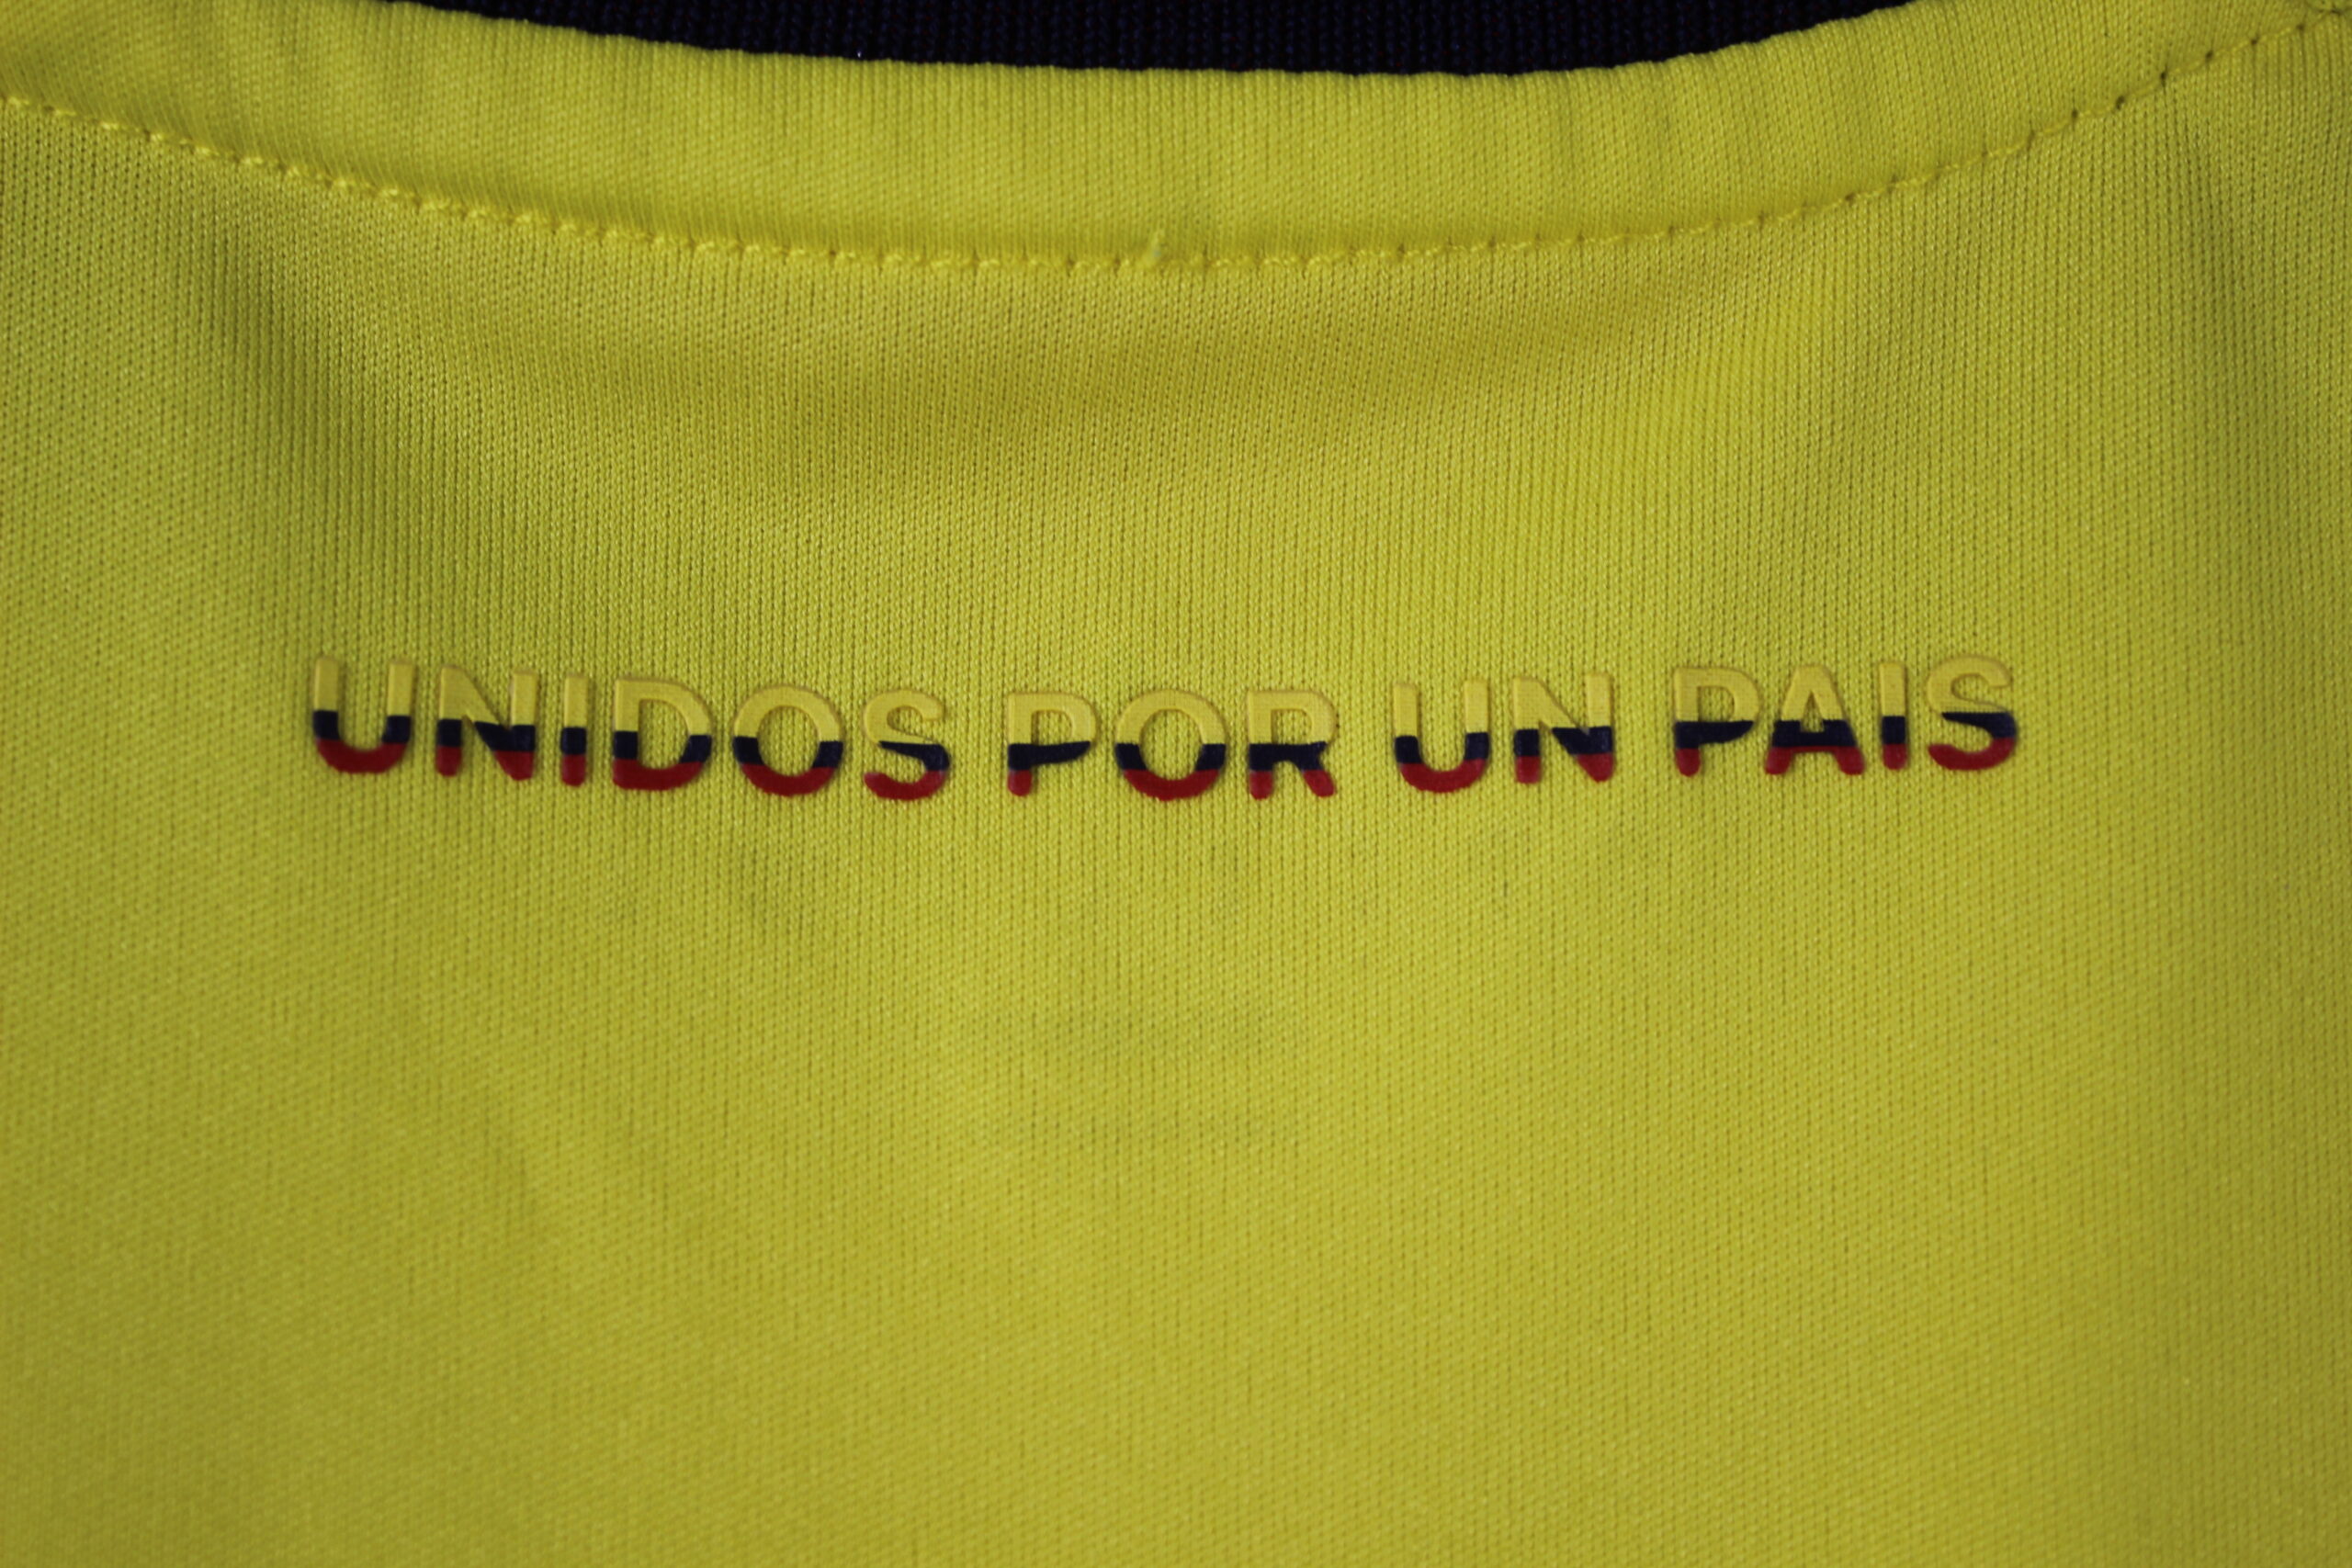 UNIDOS POR UN PAIS